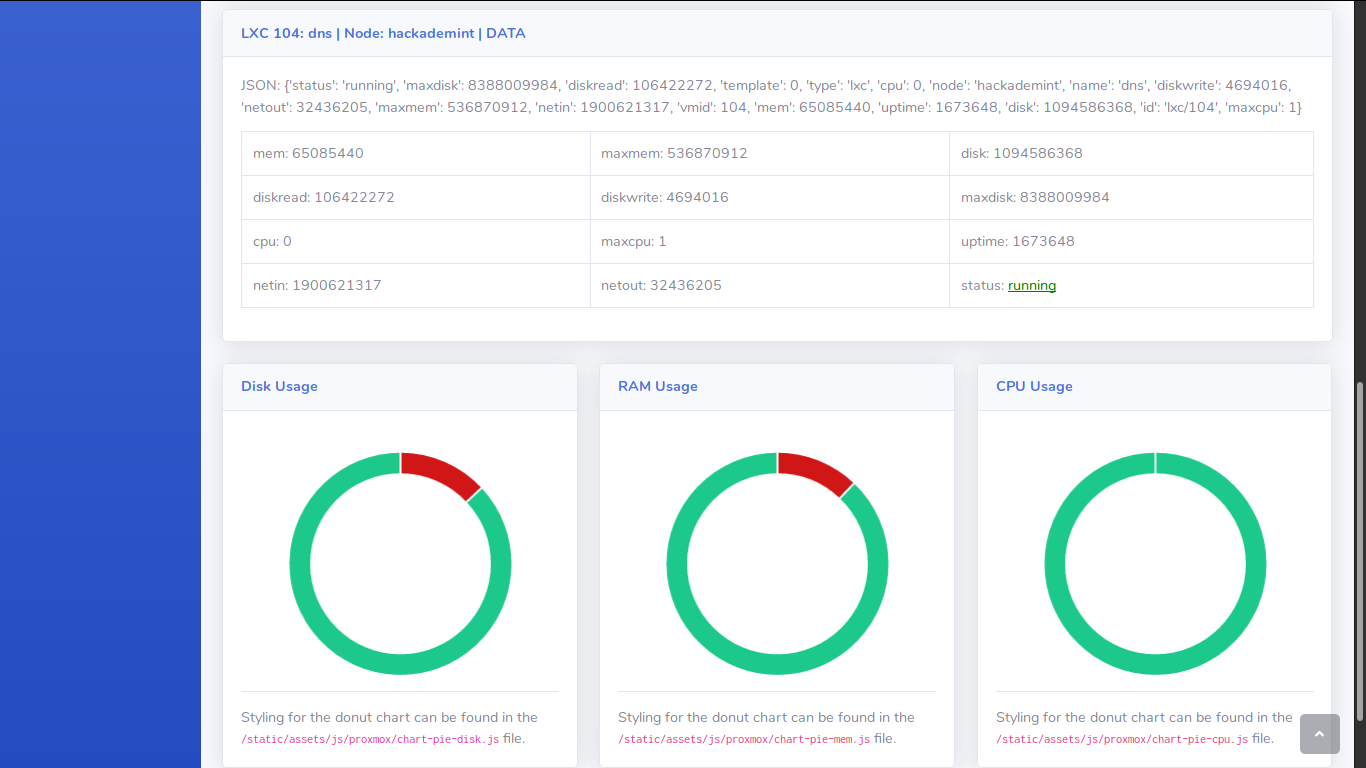 LXC 104: dns | Node: hackademint | DATA
JSON: {'status': 'running', 'maxdisk': 8388009984, 'diskread': 106422272, 'template': 0, 'type': 'lxc', 'cpu': 0, 'node': 'hackademint', 'name': 'dns', 'diskwrite': 4694016,
'netout': 32436205, 'maxmem': 536870912, 'netin': 1900621317, 'vmid': 104, 'mem': 65085440, 'uptime': 1673648, 'disk': 1094586368, 'id': 'lxc/104', 'maxcpu': 1}
mem: 65085440 maxmem: 536870912 disk: 1094586368
diskread: 106422272 diskwrite: 4694016 maxdisk: 8388009984
cpu: 0 maxcpu: 1 uptime: 1673648
netin: 1900621317 netout: 32436205 status: running
Disk Usage
Styling for the donut chart can be found in the
/static/assets/js/proxmox/chart-pie-disk.js file.
RAM Usage
Styling for the donut chart can be found in the
/static/assets/js/proxmox/chart-pie-mem.js file.
CPU Usage
Styling for the donut chart can be found in the
/static/assets/js/proxmox/chart-pie-cpu.js file.